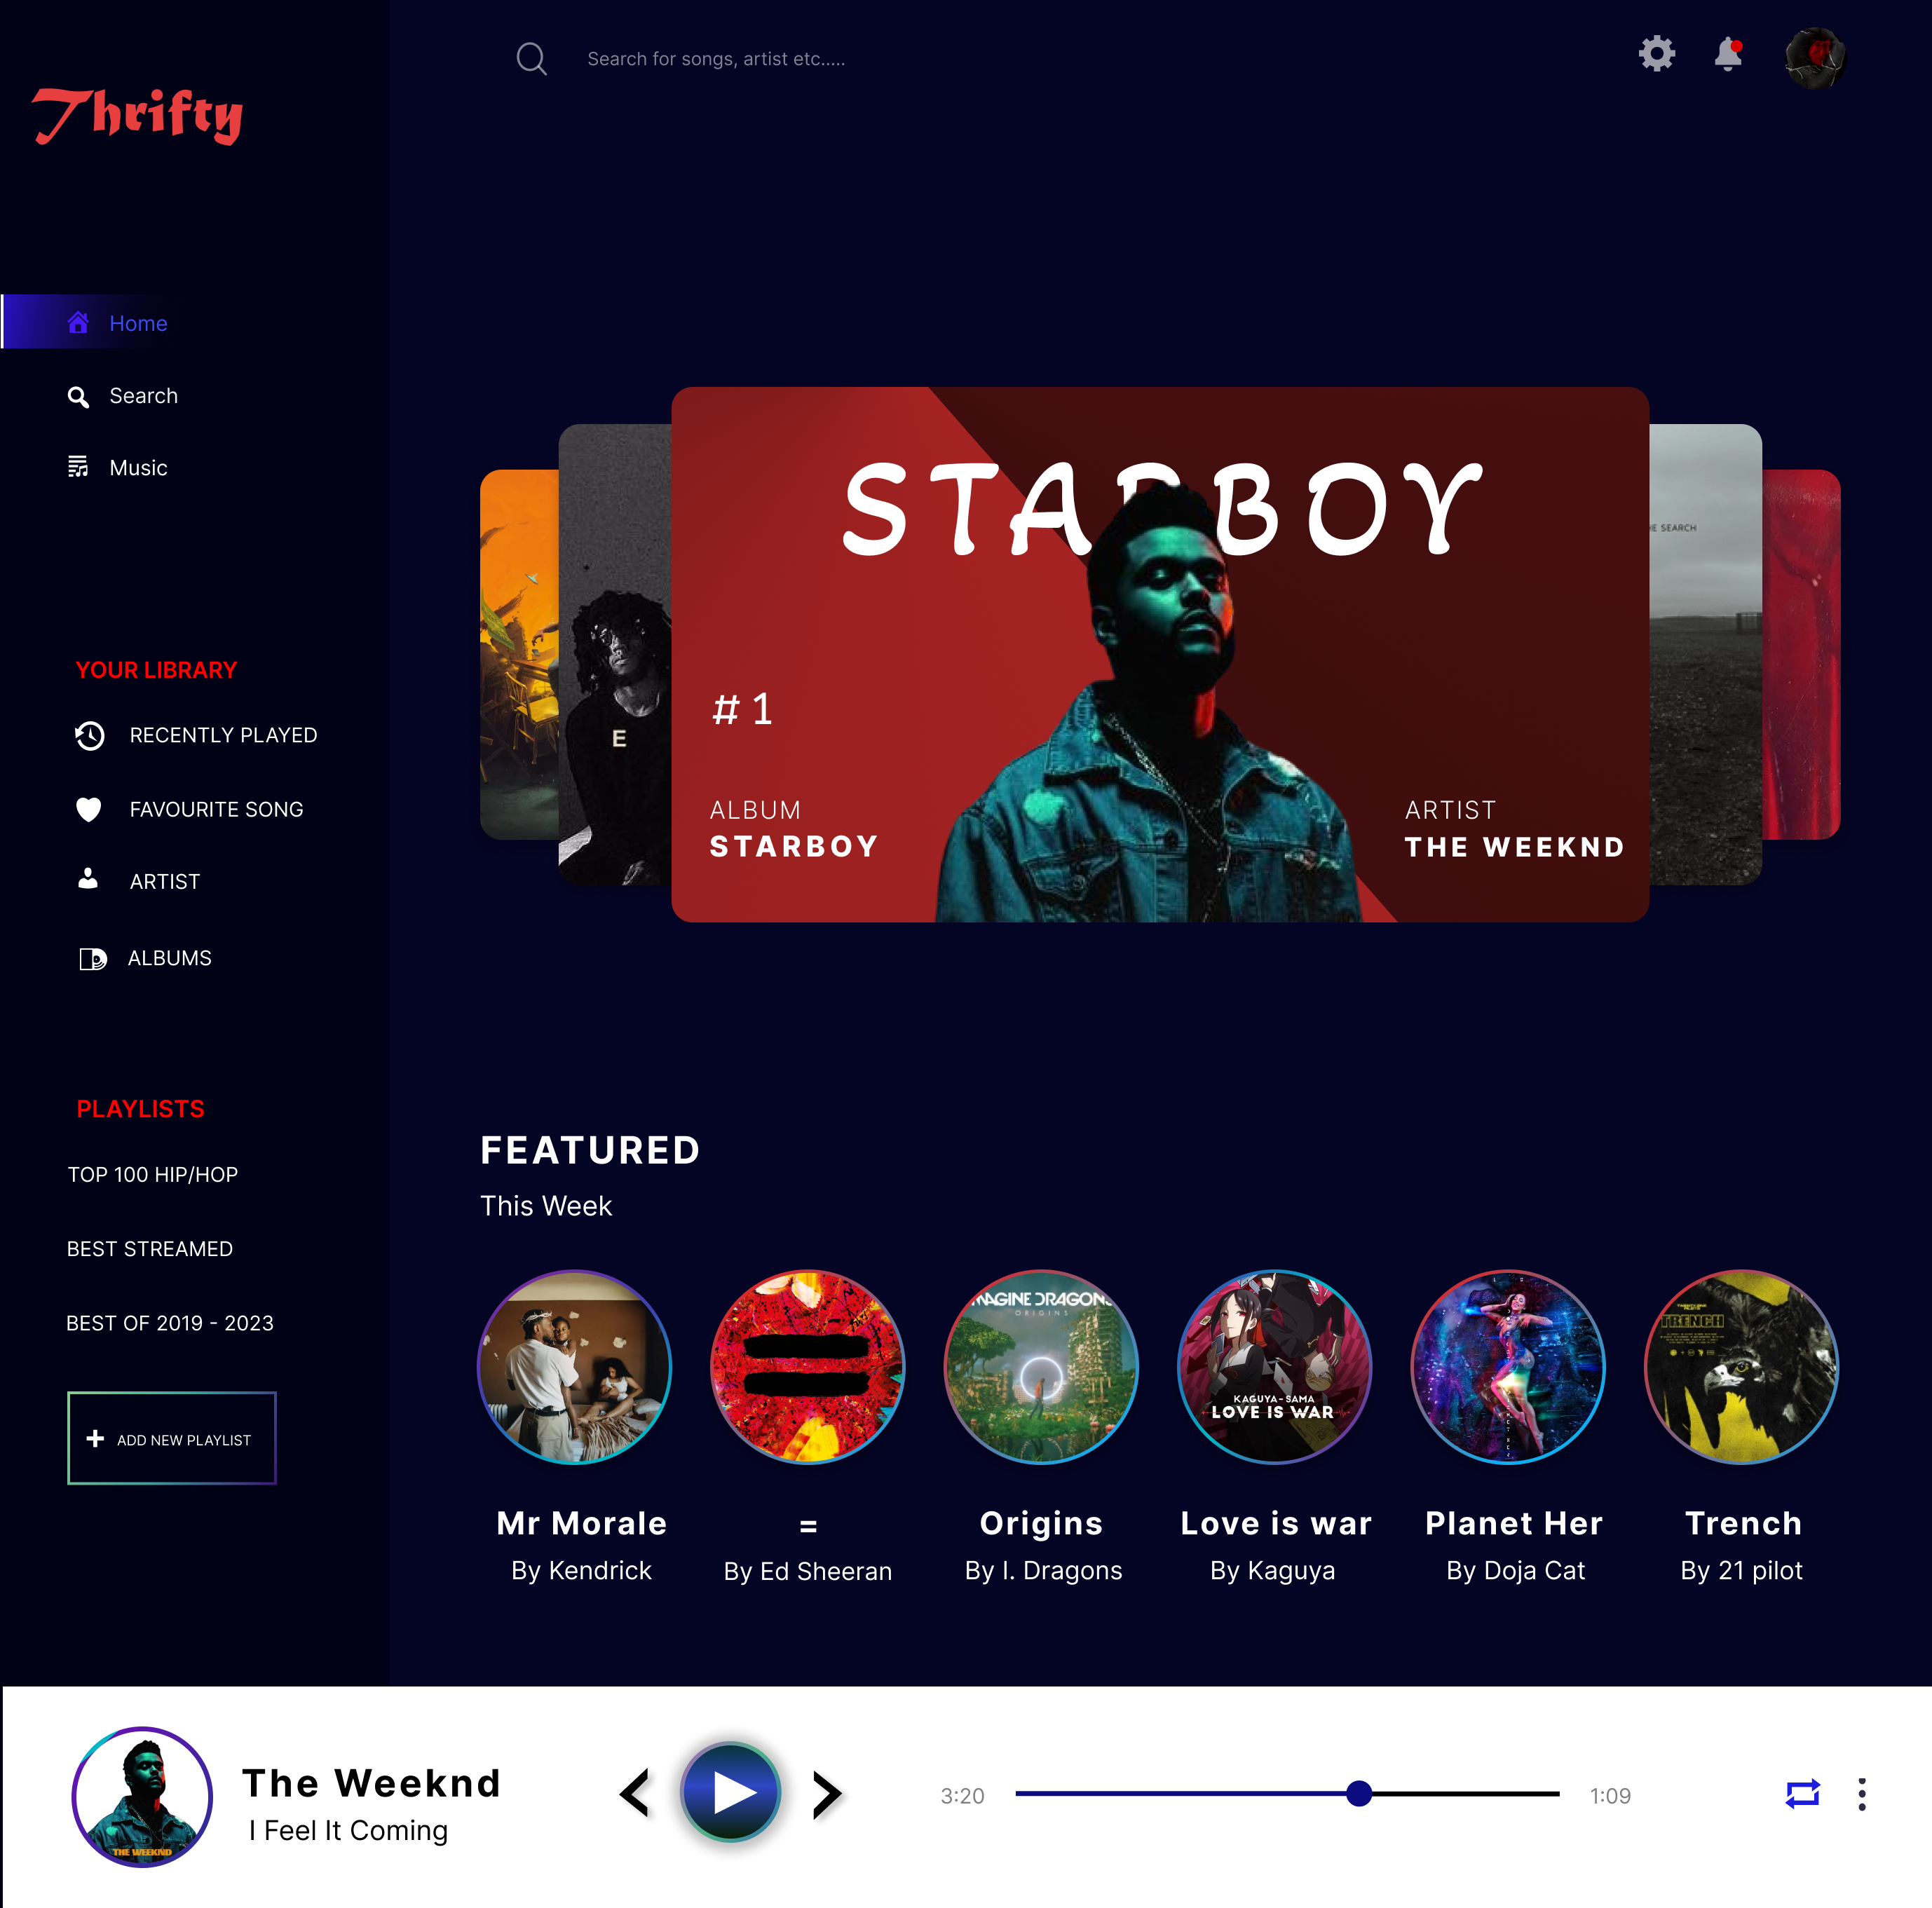 Thrifty
Search for songs, artist etc.....
Home
Search
Music
YOUR LIBRARY
RECENTLY PLAYED
FAVOURITE SONG
ARTIST
ALBUMS
PLAYLISTS
TOP 100 HIP/HOP
BEST STREAMED
BEST OF 2019 - 2023
+ ADD NEW PLAYLIST
E
STARBOY
# 1
ALBUM
STARBOY
ARTIST
THE WEEKND
SEARCH
FEATURED
This Week
IMAGINE DRAGONS
ORIGINS
KAGUYA-SAMA
LOVE IS WAR
TRENCH
Mr Morale
By Kendrick
=
By Ed Sheeran
Origins
By I. Dragons
Love is war
By Kaguya
Planet Her
By Doja Cat
Trench
By 21 pilot
THE WEEKND
The Weeknd
I Feel It Coming
3:20
1:09